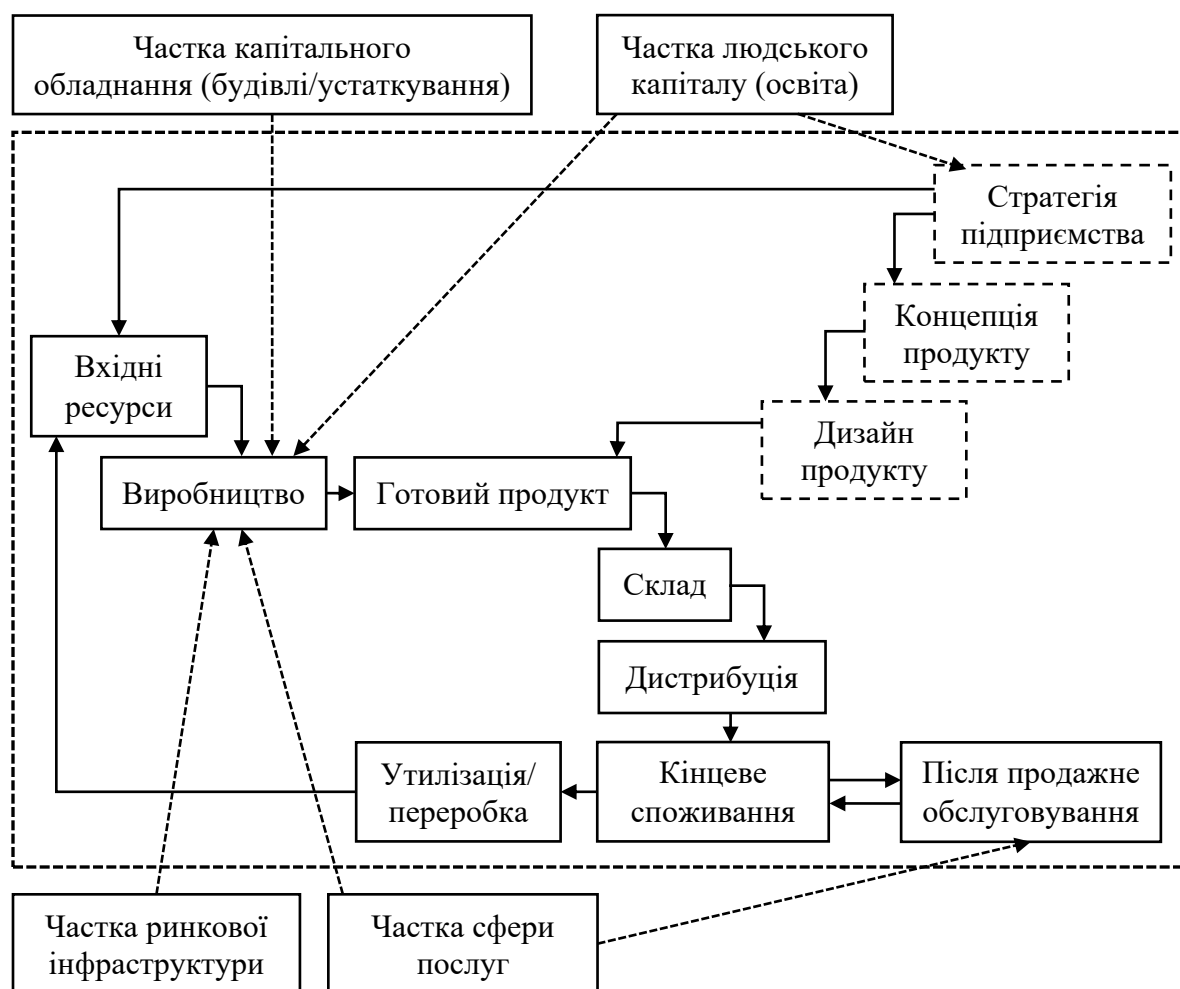 Частка капітального
обладнання (будівлі/устаткування)
Частка людського
капіталу (освіта)
Стратегія
підприємства
Концепція
продукту
Вхідні
ресурси
Дизайн
продукту
Виробництво
Готовий продукт
Склад
Дистрибуція
Утилізація/
переробка
Кінцеве
споживання
Після продажне
обслуговування
Частка ринкової
інфраструктури
Частка сфери
послуг